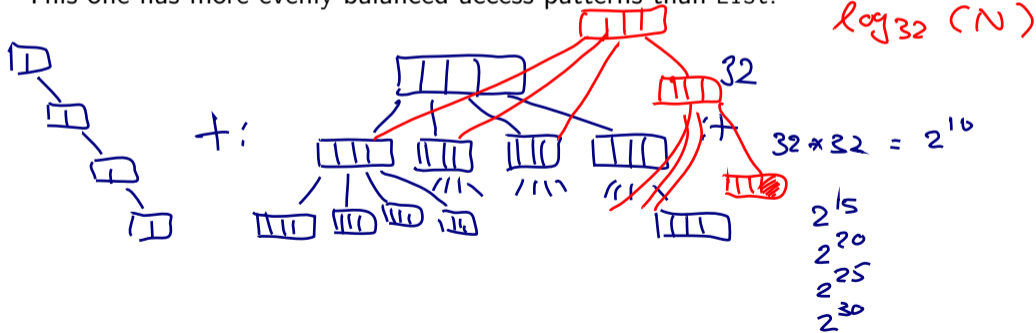 This one has more evenly balanced access patterns than List.
log32 (N)
32
+:
:+
32 * 32 = 2^10
2^15
2^20
2^25
2^30